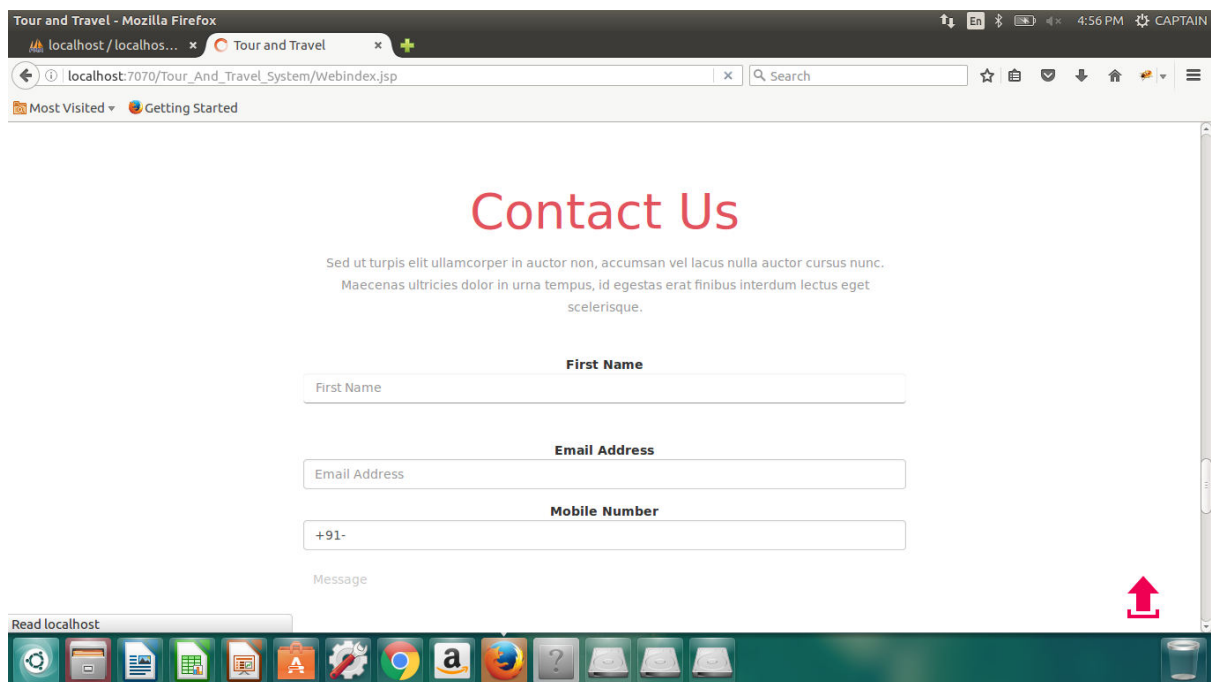 Tour and Travel - Mozilla Firefox
En
4:56 PM
CAPTAIN
localhost / localhos...
Tour and Travel
localhost:7070/Tour_And_Travel_System/Webindex.jsp
Search
Most Visited
Getting Started
Contact Us
Sed ut turpis elit ullamcorper in auctor non, accumsan vel lacus nulla auctor cursus nunc.
Maecenas ultricies dolor in urna tempus, id egestas erat finibus interdum lectus eget
scelerisque.
First Name
First Name
Email Address
Email Address
Mobile Number
+91-
Message
Read localhost
A
a
?